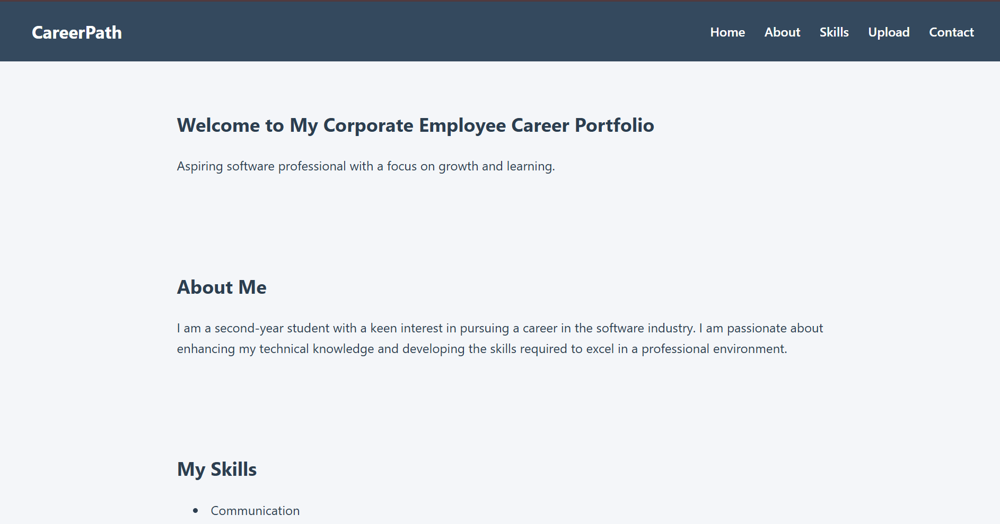 CareerPath
Home About Skills Upload Contact
Welcome to My Corporate Employee Career Portfolio
Aspiring software professional with a focus on growth and learning.
About Me
I am a second-year student with a keen interest in pursuing a career in the software industry. I am passionate about
enhancing my technical knowledge and developing the skills required to excel in a professional environment.
My Skills
• Communication